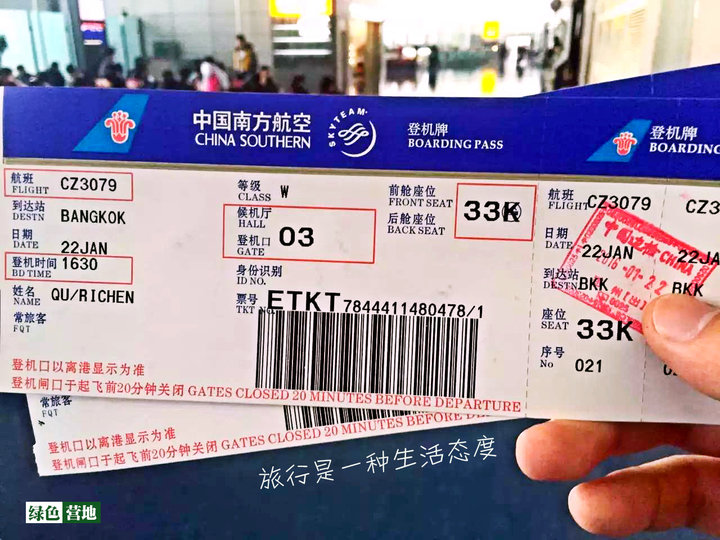 中国南方航空
CHINA SOUTHERN
SKYTEAM
登机牌
BOARDING PASS
登机牌
BOARDING
航班
FLIGHT CZ3079
到达站
DESTN BANGKOK
日期
DATE 22JAN
登机时间
BD TIME 1630
姓名
NAME QU/RICHEN
常旅客
FQT
等级
CLASS W
候机厅
HALL
登机口
GATE 03
身份识别
ID NO.
票号
TKT NO. ETKT7844411480478/1
前舱座位
FRONT SEAT
后舱座位
BACK SEAT
33K
登机口以离港显示为准
登机闸口于起飞前20分钟关闭 GATES CLOSED 20 MINUTES BEFORE DEPARTURE
航班
FLIGHT CZ3079
日期
DATE 22JAN
到达站
DESTN BKK
座位
SEAT 33K
序号
No 021
CZ3
22JAN
BKK
CHINA
2016-01-22
常旅客
FQT
登机口以离港显示为准
登机闸口于起飞前20分钟关闭 GATES CLOSED 20 MINUTES BEFORE
旅行是一种生活态度
绿色营地